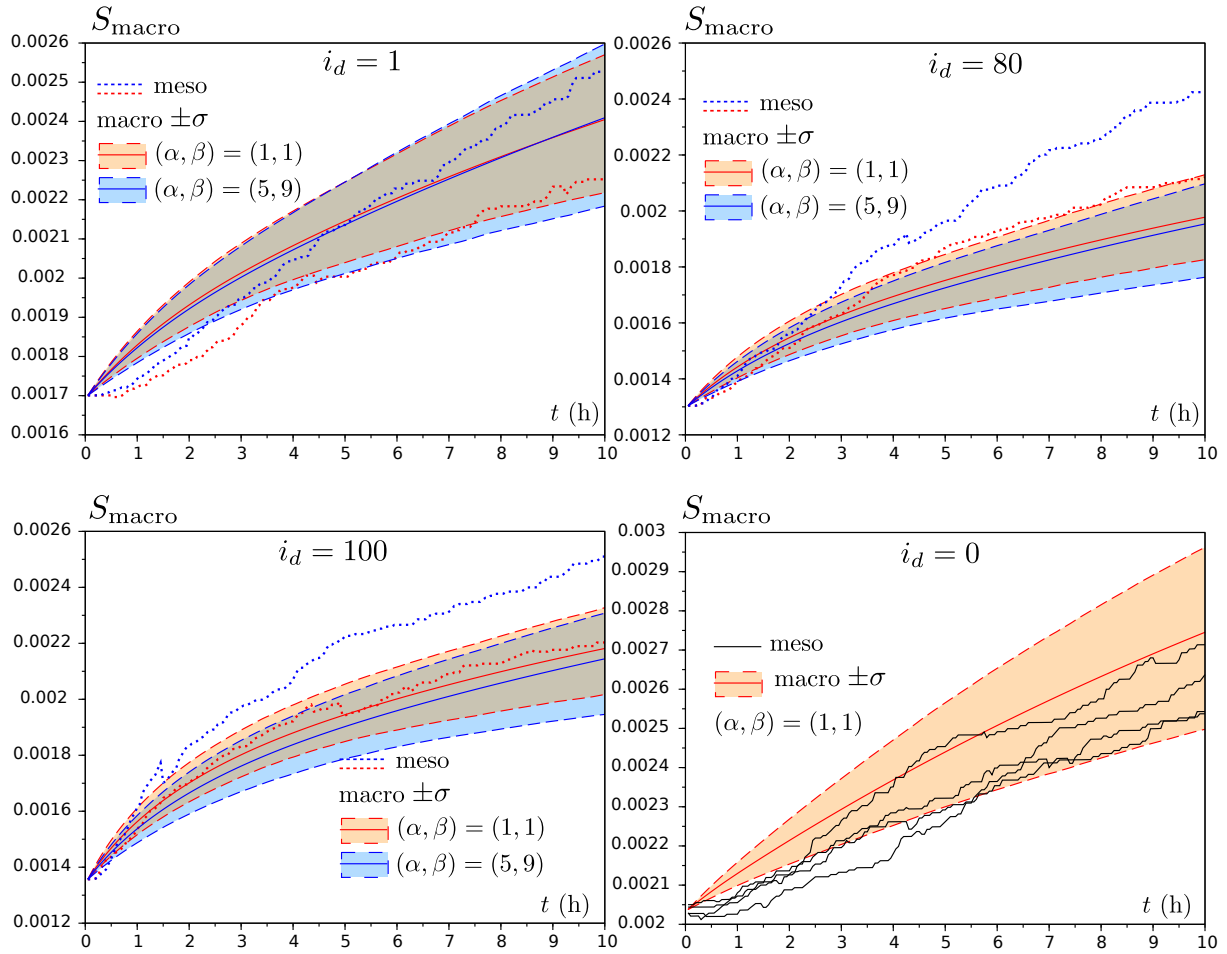 S_macro
i_d = 1
0.0026
0.0025
0.0024
0.0023
0.0022
0.0021
0.002
0.0019
0.0018
0.0017
0.0016
meso
macro ±σ
(α, β) = (1, 1)
(α, β) = (5, 9)
t (h)
0 1 2 3 4 5 6 7 8 9 10
S_macro
i_d = 80
0.0026
0.0024
0.0022
0.002
0.0018
0.0016
0.0014
0.0012
meso
macro ±σ
(α, β) = (1, 1)
(α, β) = (5, 9)
t (h)
0 1 2 3 4 5 6 7 8 9 10
S_macro
i_d = 100
0.0026
0.0024
0.0022
0.002
0.0018
0.0016
0.0014
0.0012
meso
macro ±σ
(α, β) = (1, 1)
(α, β) = (5, 9)
t (h)
0 1 2 3 4 5 6 7 8 9 10
S_macro
i_d = 0
0.003
0.0029
0.0028
0.0027
0.0026
0.0025
0.0024
0.0023
0.0022
0.0021
0.002
meso
macro ±σ
(α, β) = (1, 1)
t (h)
0 1 2 3 4 5 6 7 8 9 10